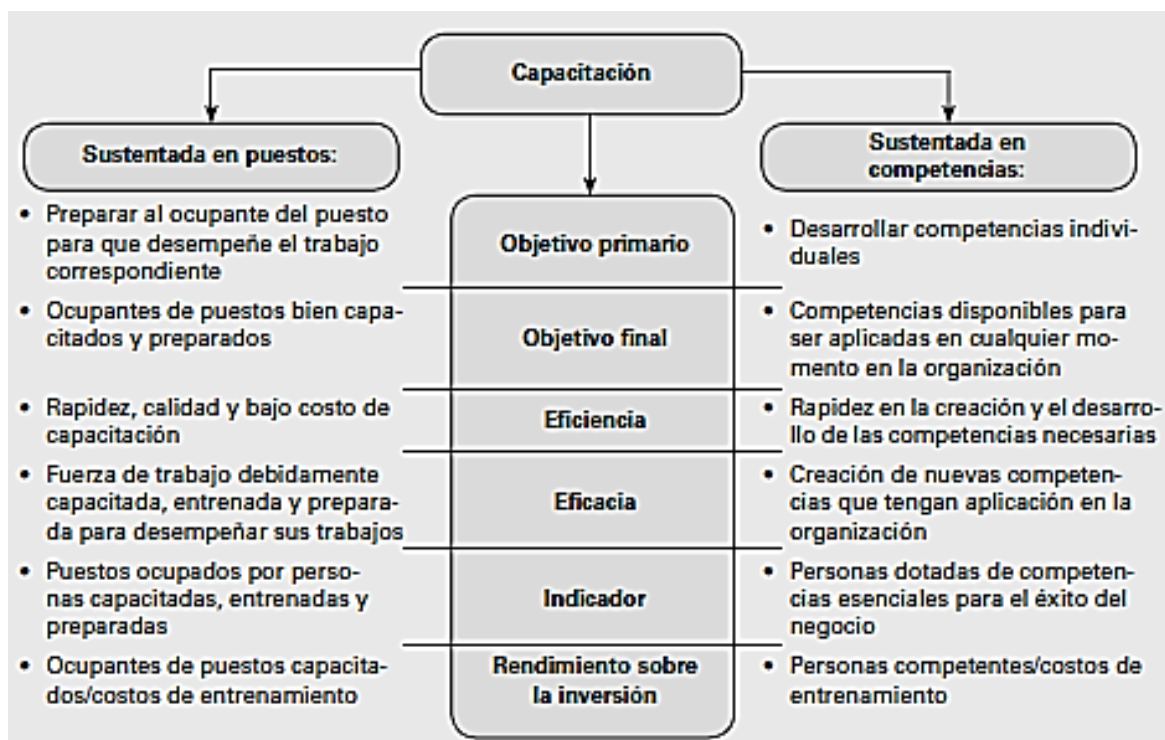 Capacitación
Sustentada en puestos:
Sustentada en
competencias:
• Preparar al ocupante del puesto
para que desempeñe el trabajo
correspondiente
Objetivo primario
• Desarrollar competencias indivi-
duales
• Ocupantes de puestos bien capa-
citados y preparados
Objetivo final
• Competencias disponibles para
ser aplicadas en cualquier mo-
mento en la organización
• Rapidez, calidad y bajo costo de
capacitación
Eficiencia
• Rapidez en la creación y el desarro-
llo de las competencias necesarias
• Fuerza de trabajo debidamente
capacitada, entrenada y prepara-
da para desempeñar sus trabajos
Eficacia
• Creación de nuevas competen-
cias que tengan aplicación en la
organización
• Puestos ocupados por perso-
nas capacitadas, entrenadas y
preparadas
Indicador
• Personas dotadas de competen-
cias esenciales para el éxito del
negocio
• Ocupantes de puestos capacita-
dos/costos de entrenamiento
Rendimiento sobre
la inversión
• Personas competentes/costos de
entrenamiento